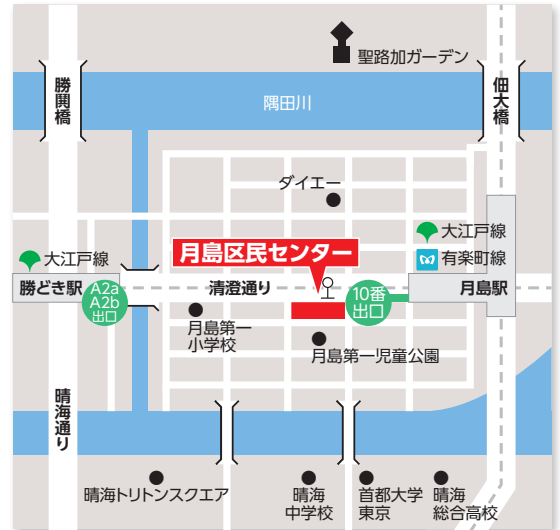 聖路加ガーデン
勝鬨橋
佃大橋
隅田川
ダイエー
大江戸線
有楽町線
大江戸線
月島区民センター
勝どき駅
A2a
A2b
出口
清澄通り
10番
出口
月島駅
月島第一
小学校
月島第一児童公園
晴海通り
晴海トリトンスクエア
晴海
中学校
首都大学
東京
晴海
総合高校